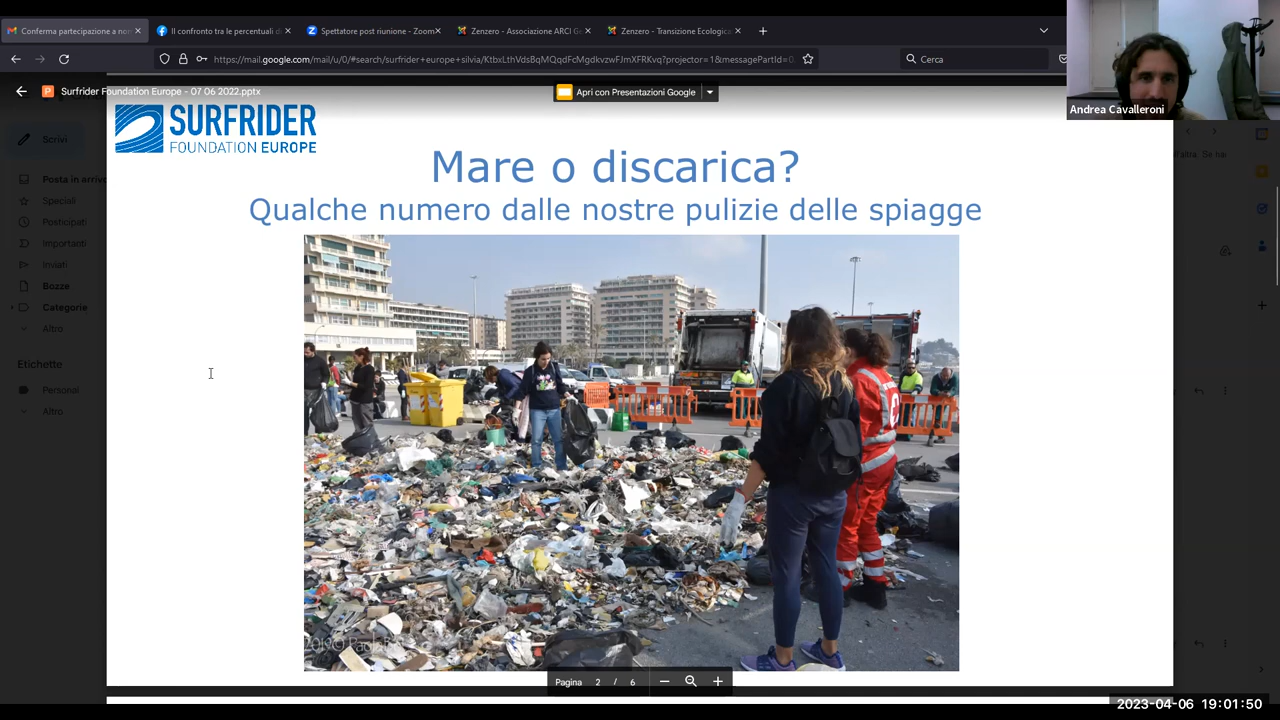 Conferma partecipazione a no
Il confronto tra le percentuali d
Spettatore post riunione - Zoom
Zenzero - Associazione ARCI G
Zenzero - Transizione Ecologica
https://mail.google.com/mail/u/0/#search/surfrider+europe+silvia/KtbxLthVdsBqMQqdFcMgdkvzwFJmXFRKvq?projector=1&messagePartId=0.
Cerca
Surfrider Foundation Europe - 07 06 2022.pptx
Apri con Presentazioni Google
Andrea Cavalleroni
SURFRIDER
FOUNDATION EUROPE
Scrivi
Posta in arrivo
Speciali
Posticipati
Importanti
Inviati
Bozze
Categorie
Altro
Etichette
Personal
Altro
Mare o discarica?
Qualche numero dalle nostre pulizie delle spiagge
Pagina 2 / 6
2023-04-06 19:01:50